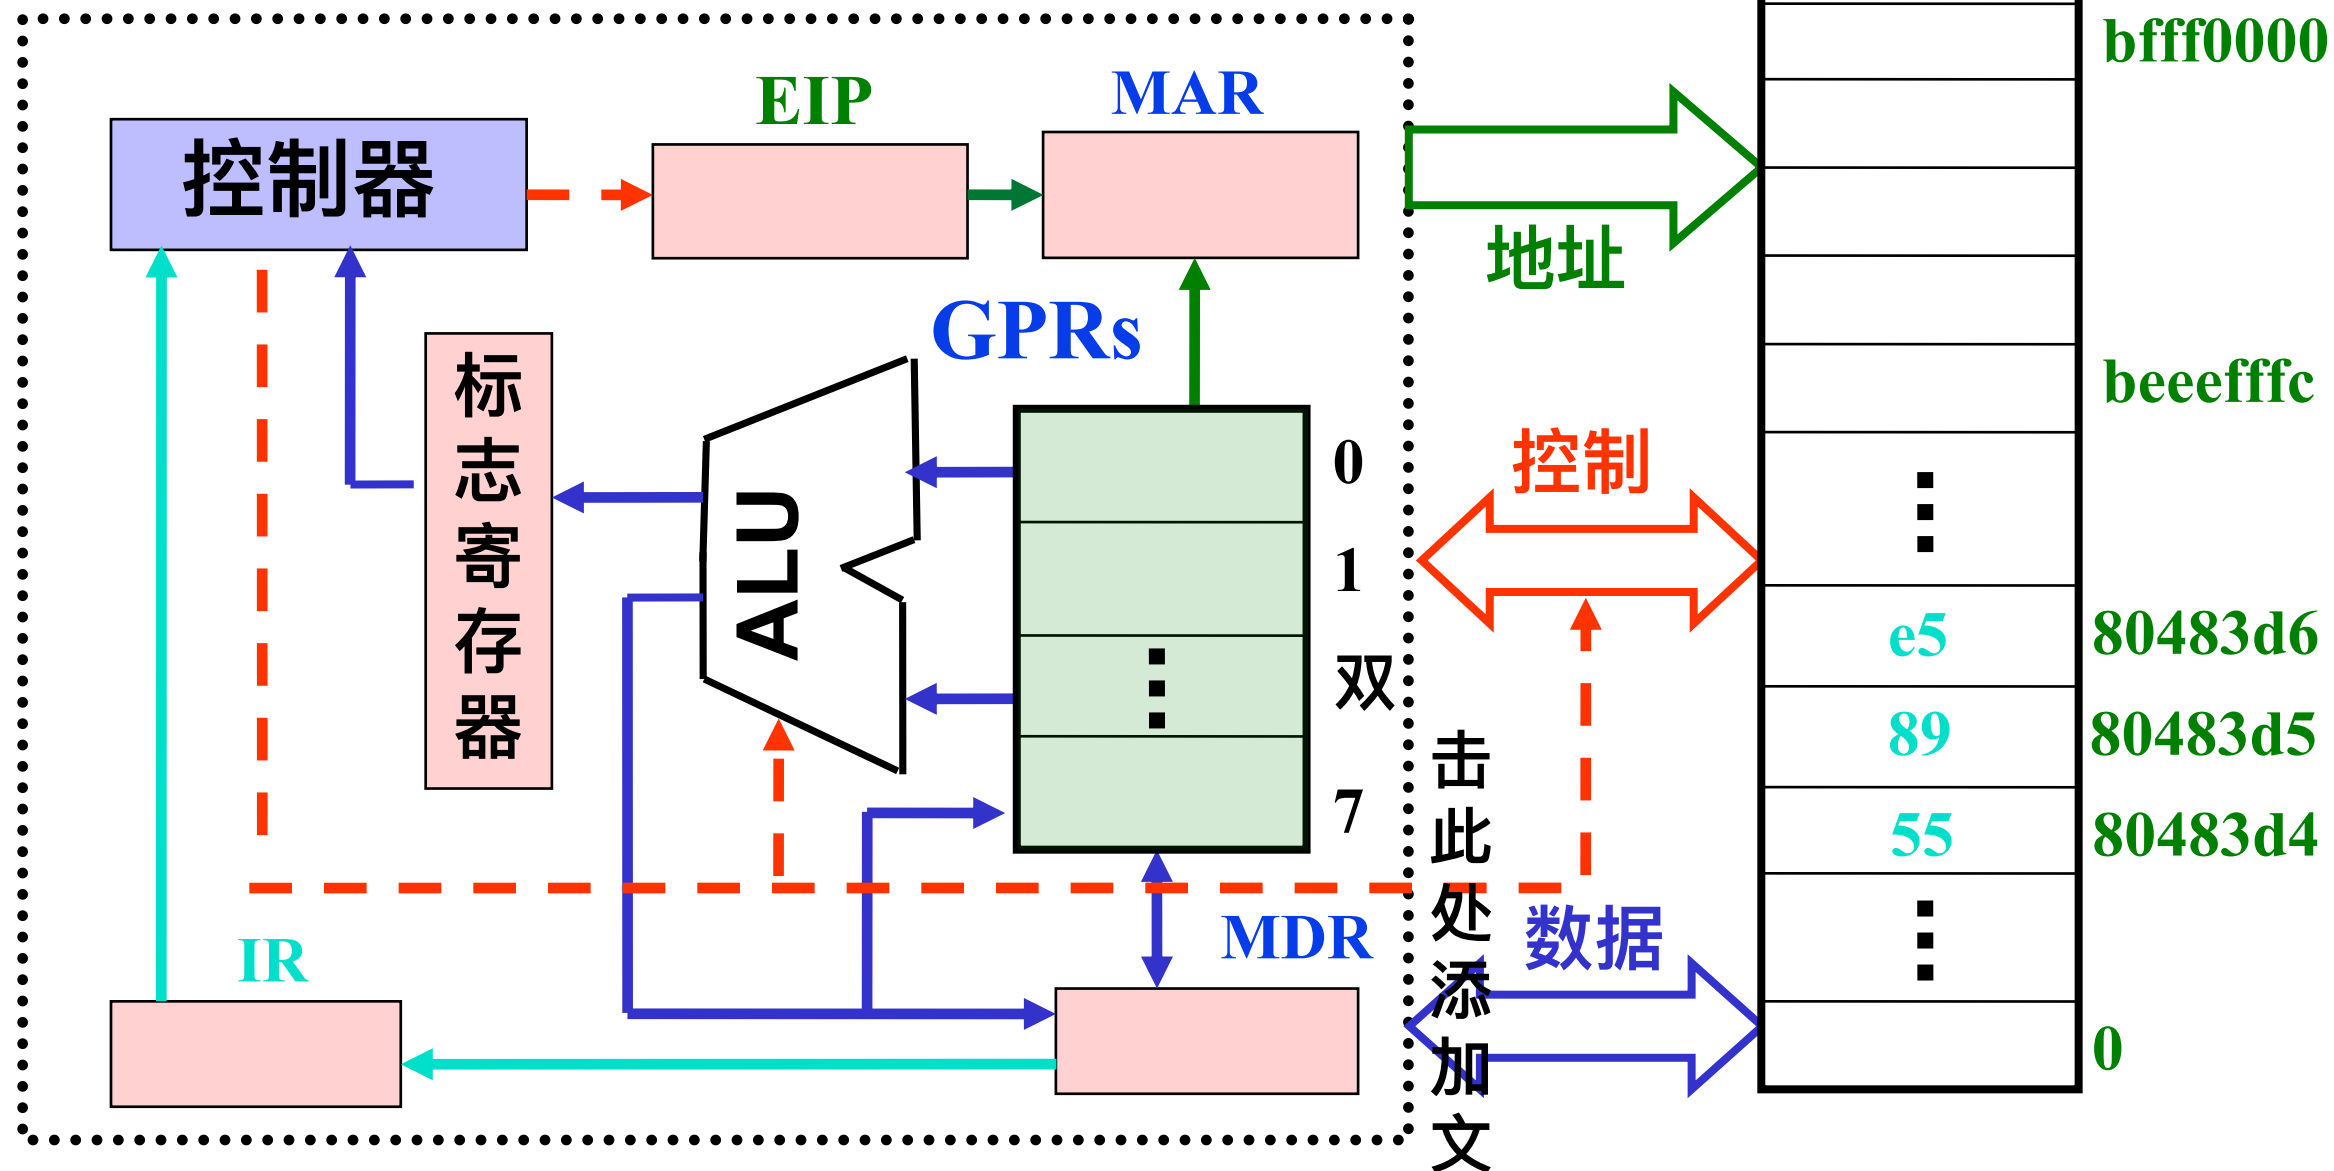 bfff0000
EIP
MAR
控制器
地址
GPRs
标志寄存器
beeefffc
ALU
0
控制
1
e5
80483d6
双
击此处添加文
89
80483d5
7
55
80483d4
MDR
数据
IR
0